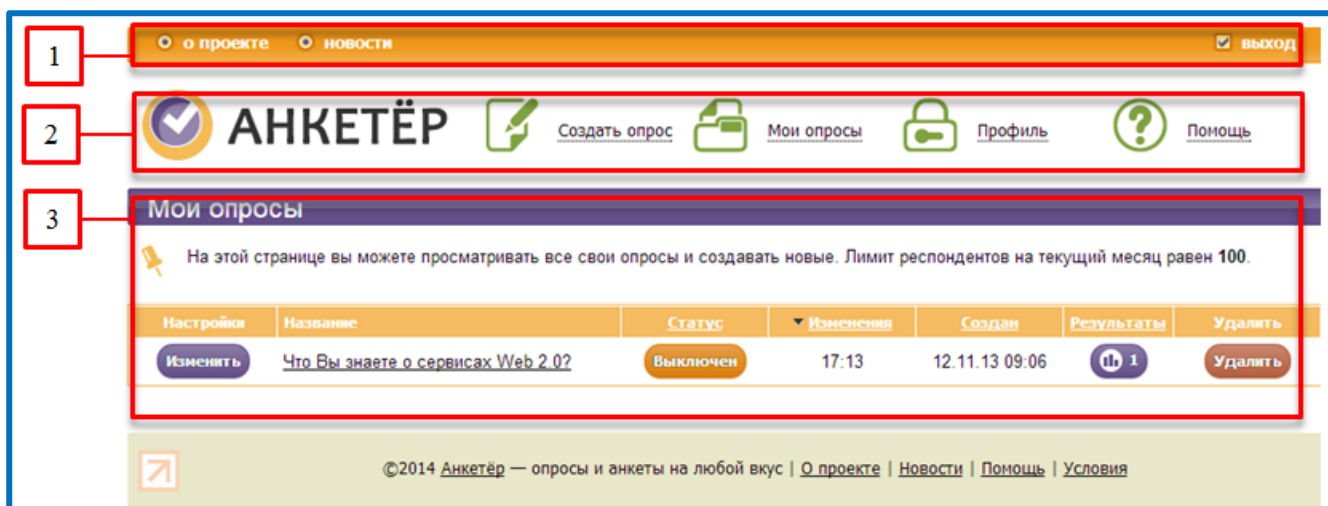 1
о проекте новости выход
2
АНКЕТЁР Создать опрос Мои опросы Профиль Помощь
3
Мои опросы
На этой странице вы можете просматривать все свои опросы и создавать новые. Лимит респондентов на текущий месяц равен 100.
Настройки Название Статус Изменения Создан Результаты Удалить
Изменить Что Вы знаете о сервисах Web 2.0? Выключен 17:13 12.11.13 09:06 1 Удалить
©2014 Анкетёр — опросы и анкеты на любой вкус | О проекте | Новости | Помощь | Условия